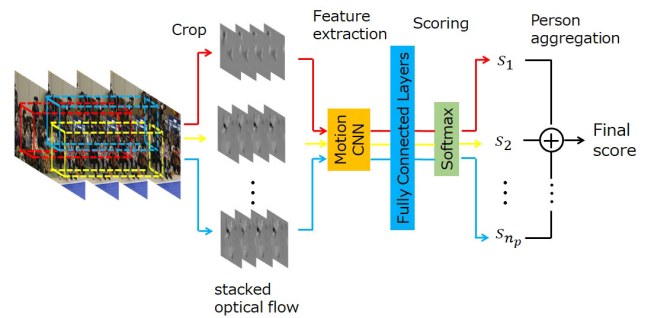 Crop
Feature
extraction
Scoring
Person
aggregation
Motion
CNN
Fully Connected Layers
Softmax
S1
S2
Snp
Final
score
stacked
optical flow